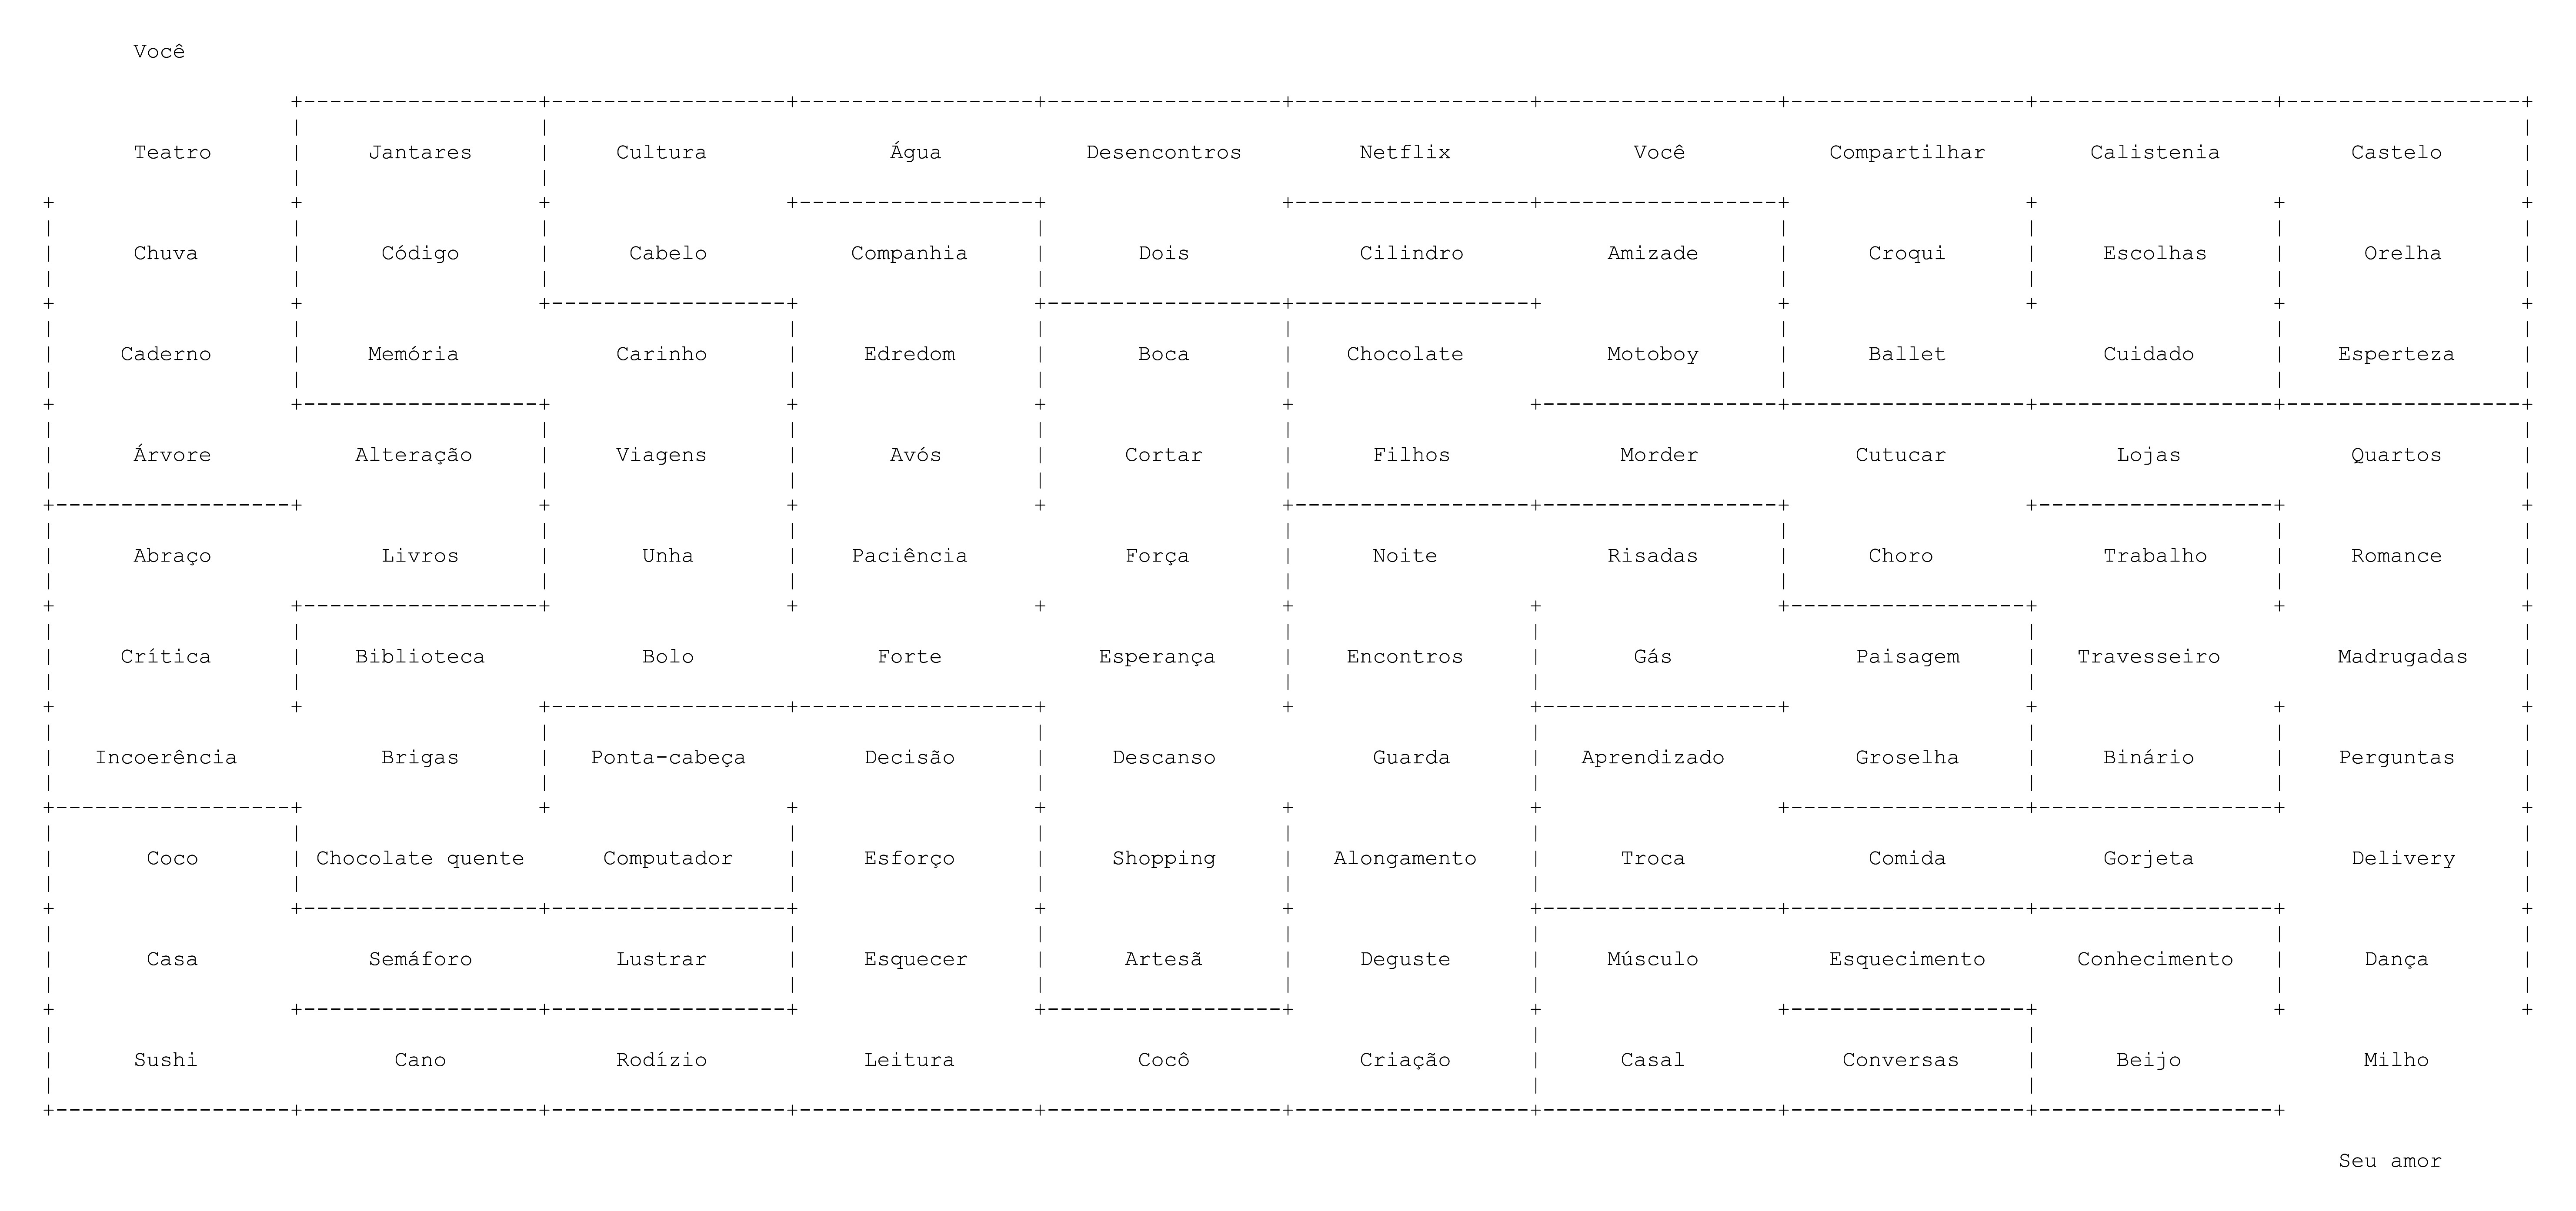 Você
Teatro Jantares Cultura Água Desencontros Netflix Você Compartilhar Calistenia Castelo
Chuva Código Cabelo Companhia Dois Cilindro Amizade Croqui Escolhas Orelha
Caderno Memória Carinho Edredom Boca Chocolate Motoboy Ballet Cuidado Esperteza
Árvore Alteração Viagens Avós Cortar Filhos Morder Cutucar Lojas Quartos
Abraço Livros Unha Paciência Força Noite Risadas Choro Trabalho Romance
Crítica Biblioteca Bolo Forte Esperança Encontros Gás Paisagem Travesseiro Madrugadas
Incoerência Brigas Ponta-cabeça Decisão Descanso Guarda Aprendizado Groselha Binário Perguntas
Coco Chocolate quente Computador Esforço Shopping Alongamento Troca Comida Gorjeta Delivery
Casa Semáforo Lustrar Esquecer Artesã Deguste Músculo Esquecimento Conhecimento Dança
Sushi Cano Rodízio Leitura Cocô Criação Casal Conversas Beijo Milho
Seu amor